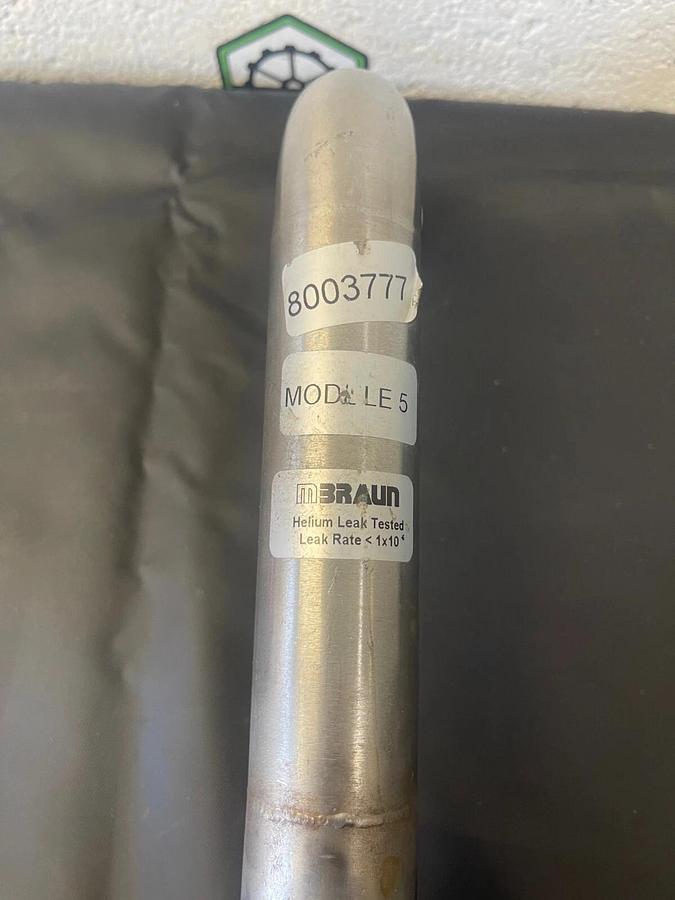 8003777
MODULE 5
mBRAUN
Helium Leak Tested
Leak Rate < 1x10